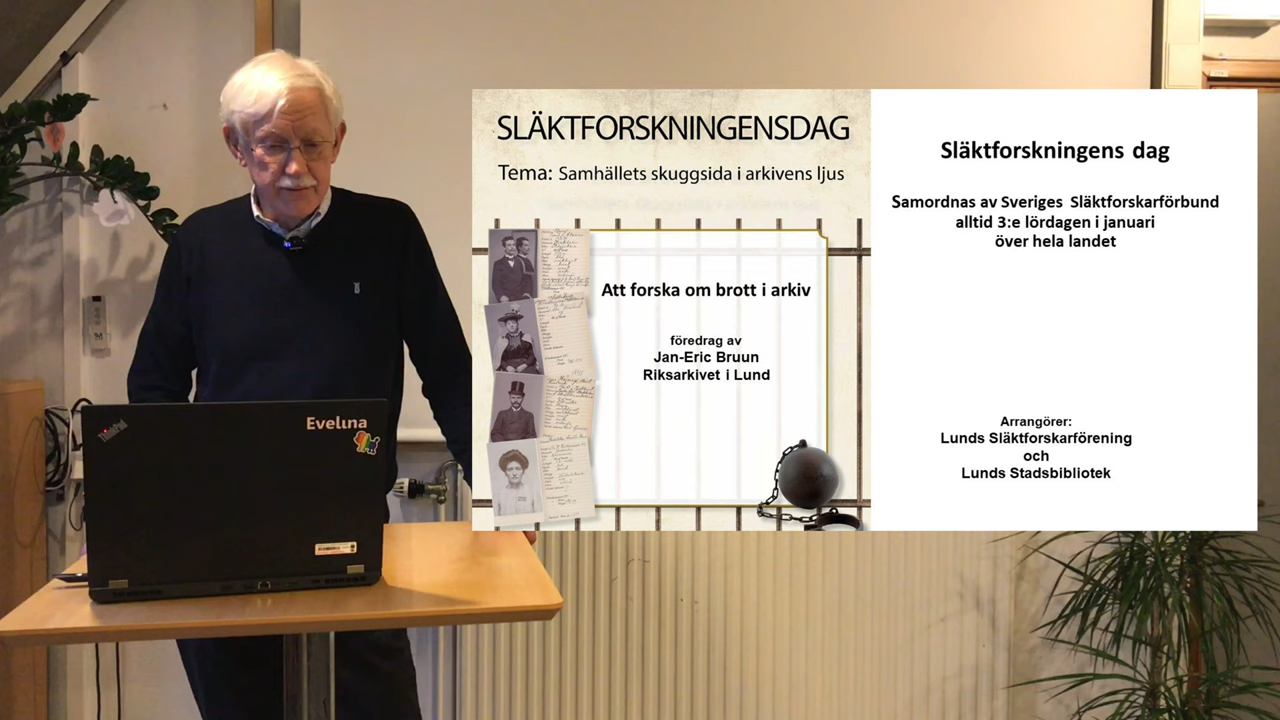 SLÄKTFORSKNINGENSDAG
Tema: Samhällets skuggsida i arkivens ljus
Att forska om brott i arkiv
föredrag av
Jan-Eric Bruun
Riksarkivet i Lund
Släktforskningens dag
Samordnas av Sveriges Släktforskarförbund
alltid 3:e lördagen i januari
över hela landet
Arrangörer:
Lunds Släktforskarförening
och
Lunds Stadsbibliotek
ThinkPad
Evelina